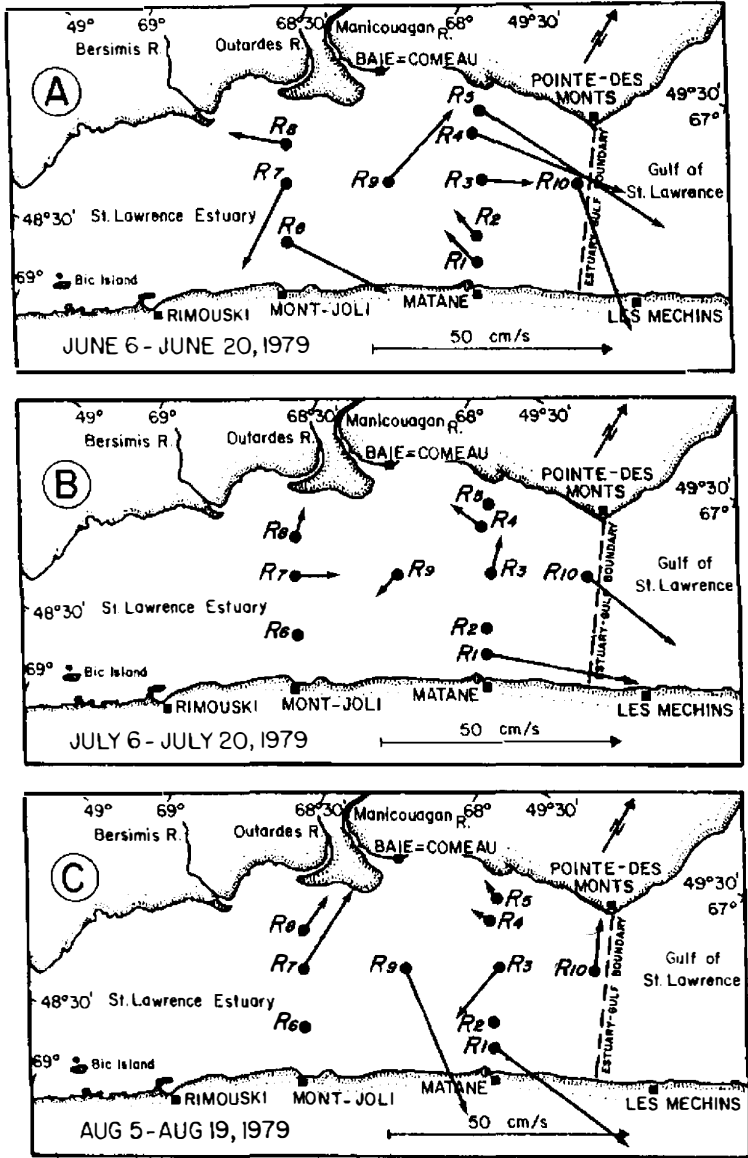 49°
69°
68°30'
Manicouagan R.
68°
49°30'
Bersimis R.
Outardes R.
BAIE=COMEAU
POINTE-DES
MONTS
A
49°30'
67°
R5
R4
R8
R7
R9
R3
R10
Gulf of
St. Lawrence
ESTUARY-GULF BOUNDARY
48°30'
St. Lawrence Estuary
R6
R2
R1
69°
Bic Island
RIMOUSKI
MONT-JOLI
MATANE
LES MECHINS
JUNE 6 - JUNE 20, 1979
50 cm/s
49°
69°
68°30'
Manicouagan R.
68°
49°30'
Bersimis R.
Outardes R.
BAIE=COMEAU
POINTE-DES
MONTS
B
49°30'
67°
R5
R4
R8
R7
R9
R3
R10
Gulf of
St. Lawrence
ESTUARY-GULF BOUNDARY
48°30'
St. Lawrence Estuary
R6
R2
R1
69°
Bic Island
RIMOUSKI
MONT-JOLI
MATANE
LES MECHINS
JULY 6 - JULY 20, 1979
50 cm/s
49°
69°
68°30'
Manicouagan R.
68°
49°30'
Bersimis R.
Outardes R.
BAIE=COMEAU
POINTE-DES
MONTS
C
49°30'
67°
R5
R4
R8
R7
R9
R3
R10
Gulf of
St. Lawrence
ESTUARY-GULF BOUNDARY
48°30'
St. Lawrence Estuary
R6
R2
R1
69°
Bic Island
RIMOUSKI
MONT-JOLI
MATANE
LES MECHINS
AUG 5 - AUG 19, 1979
50 cm/s